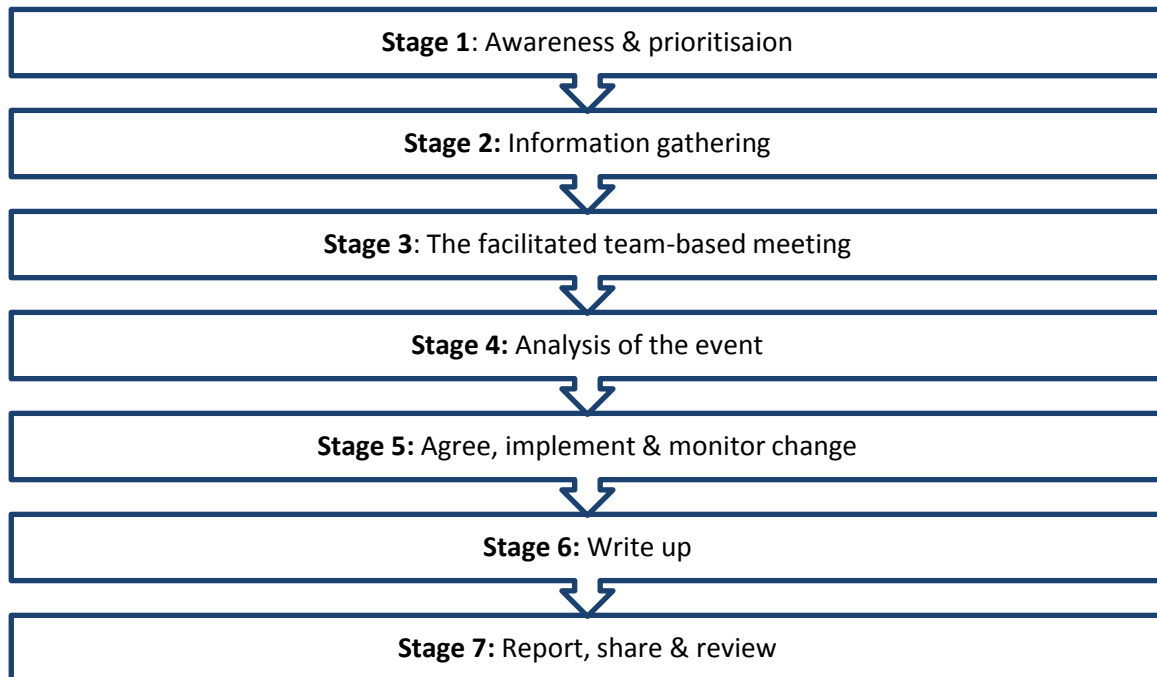 Stage 1: Awareness & prioritisaion
Stage 2: Information gathering
Stage 3: The facilitated team-based meeting
Stage 4: Analysis of the event
Stage 5: Agree, implement & monitor change
Stage 6: Write up
Stage 7: Report, share & review